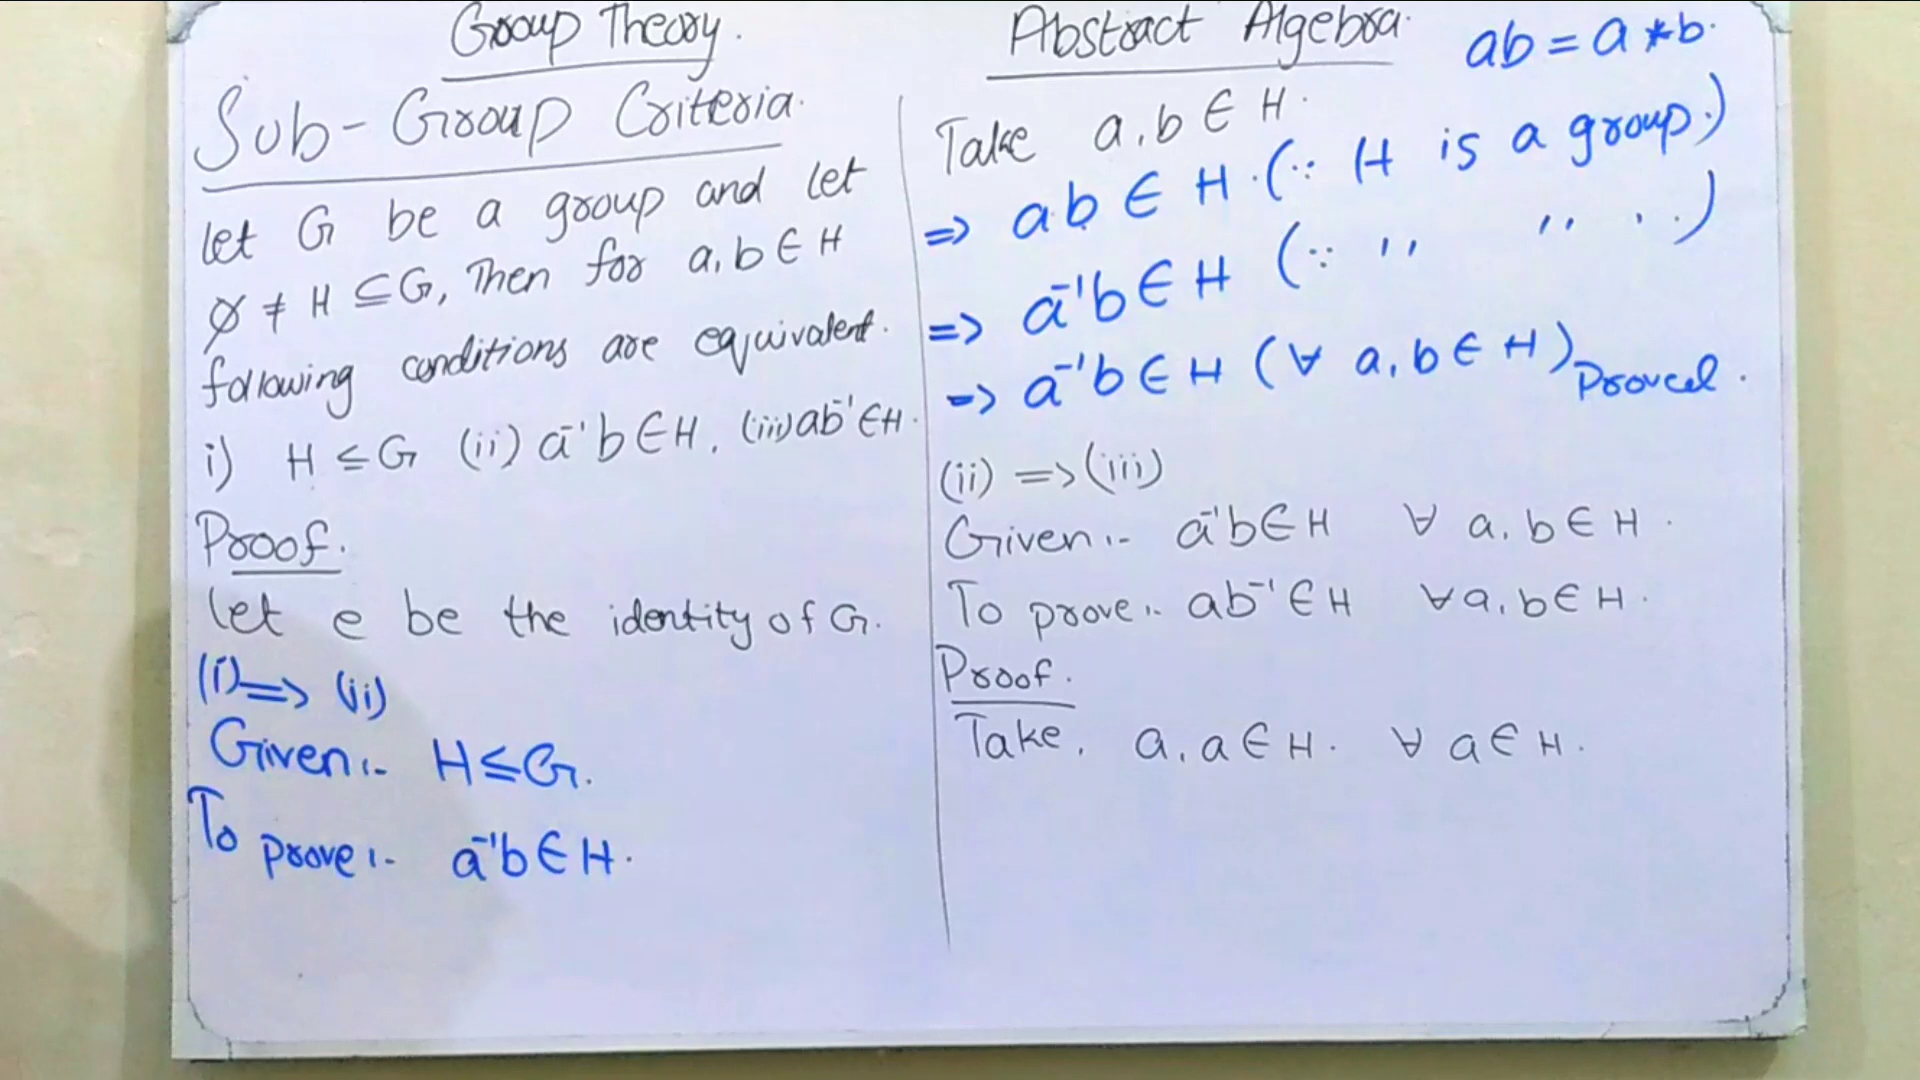 Group Theory.
Sub-Group Criteria.
let G be a group and let
∅ ≠ H ⊆ G, Then for a,b ∈ H
following conditions are equivalent.
i) H ≤ G (ii) a⁻¹b ∈ H, (iii) ab⁻¹ ∈ H.
Proof.
let e be the identity of G.
(i) => (ii)
Given:- H ≤ G.
To prove:- a⁻¹b ∈ H.
Abstract Algebra. ab = a * b.
Take a,b ∈ H.
=> ab ∈ H. (∵ H is a group.)
=> a⁻¹b ∈ H (∵ ,, ,, ..)
=> a⁻¹b ∈ H (∀ a,b ∈ H) Proved.
(ii) => (iii)
Given:- a⁻¹b ∈ H ∀ a,b ∈ H.
To prove:- ab⁻¹ ∈ H ∀ a,b ∈ H.
Proof.
Take, a,a ∈ H. ∀ a ∈ H.